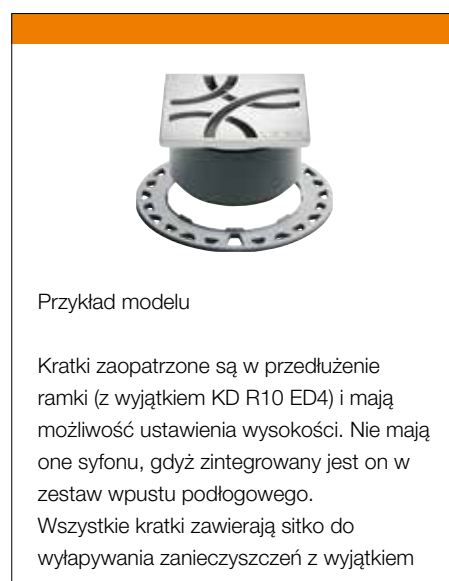 Przykład modelu
Kratki zaopatrzone są w przedłużenie
ramki (z wyjątkiem KD R10 ED4) i mają
możliwość ustawienia wysokości. Nie mają
one syfonu, gdyż zintegrowany jest on w
zestaw wpustu podłogowego.
Wszystkie kratki zawierają sitko do
wyłapywania zanieczyszczeń z wyjątkiem